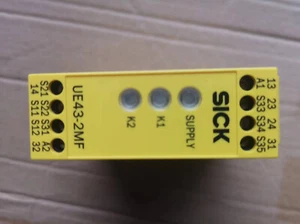 SICK
SUPPLY
K1
K2
UE43-2MF
13 23 24 31
A1 S33 S34 S35
S21 S22 S31 A2
14 S11 S12 32